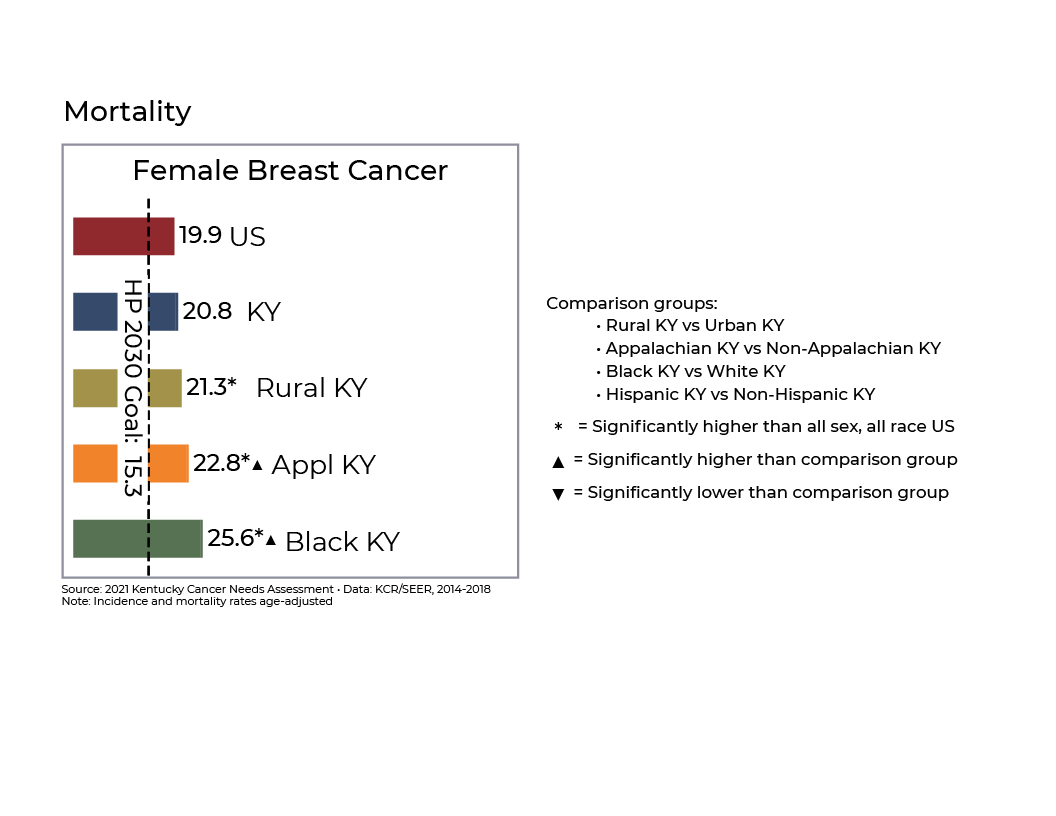 Mortality
Female Breast Cancer
19.9 US
20.8 KY
21.3* Rural KY
22.8*▲ Appl KY
25.6*▲ Black KY
HP 2030 Goal: 15.3
Source: 2021 Kentucky Cancer Needs Assessment • Data: KCR/SEER, 2014-2018
Note: Incidence and mortality rates age-adjusted
Comparison groups:
• Rural KY vs Urban KY
• Appalachian KY vs Non-Appalachian KY
• Black KY vs White KY
• Hispanic KY vs Non-Hispanic KY
* = Significantly higher than all sex, all race US
▲ = Significantly higher than comparison group
▼ = Significantly lower than comparison group